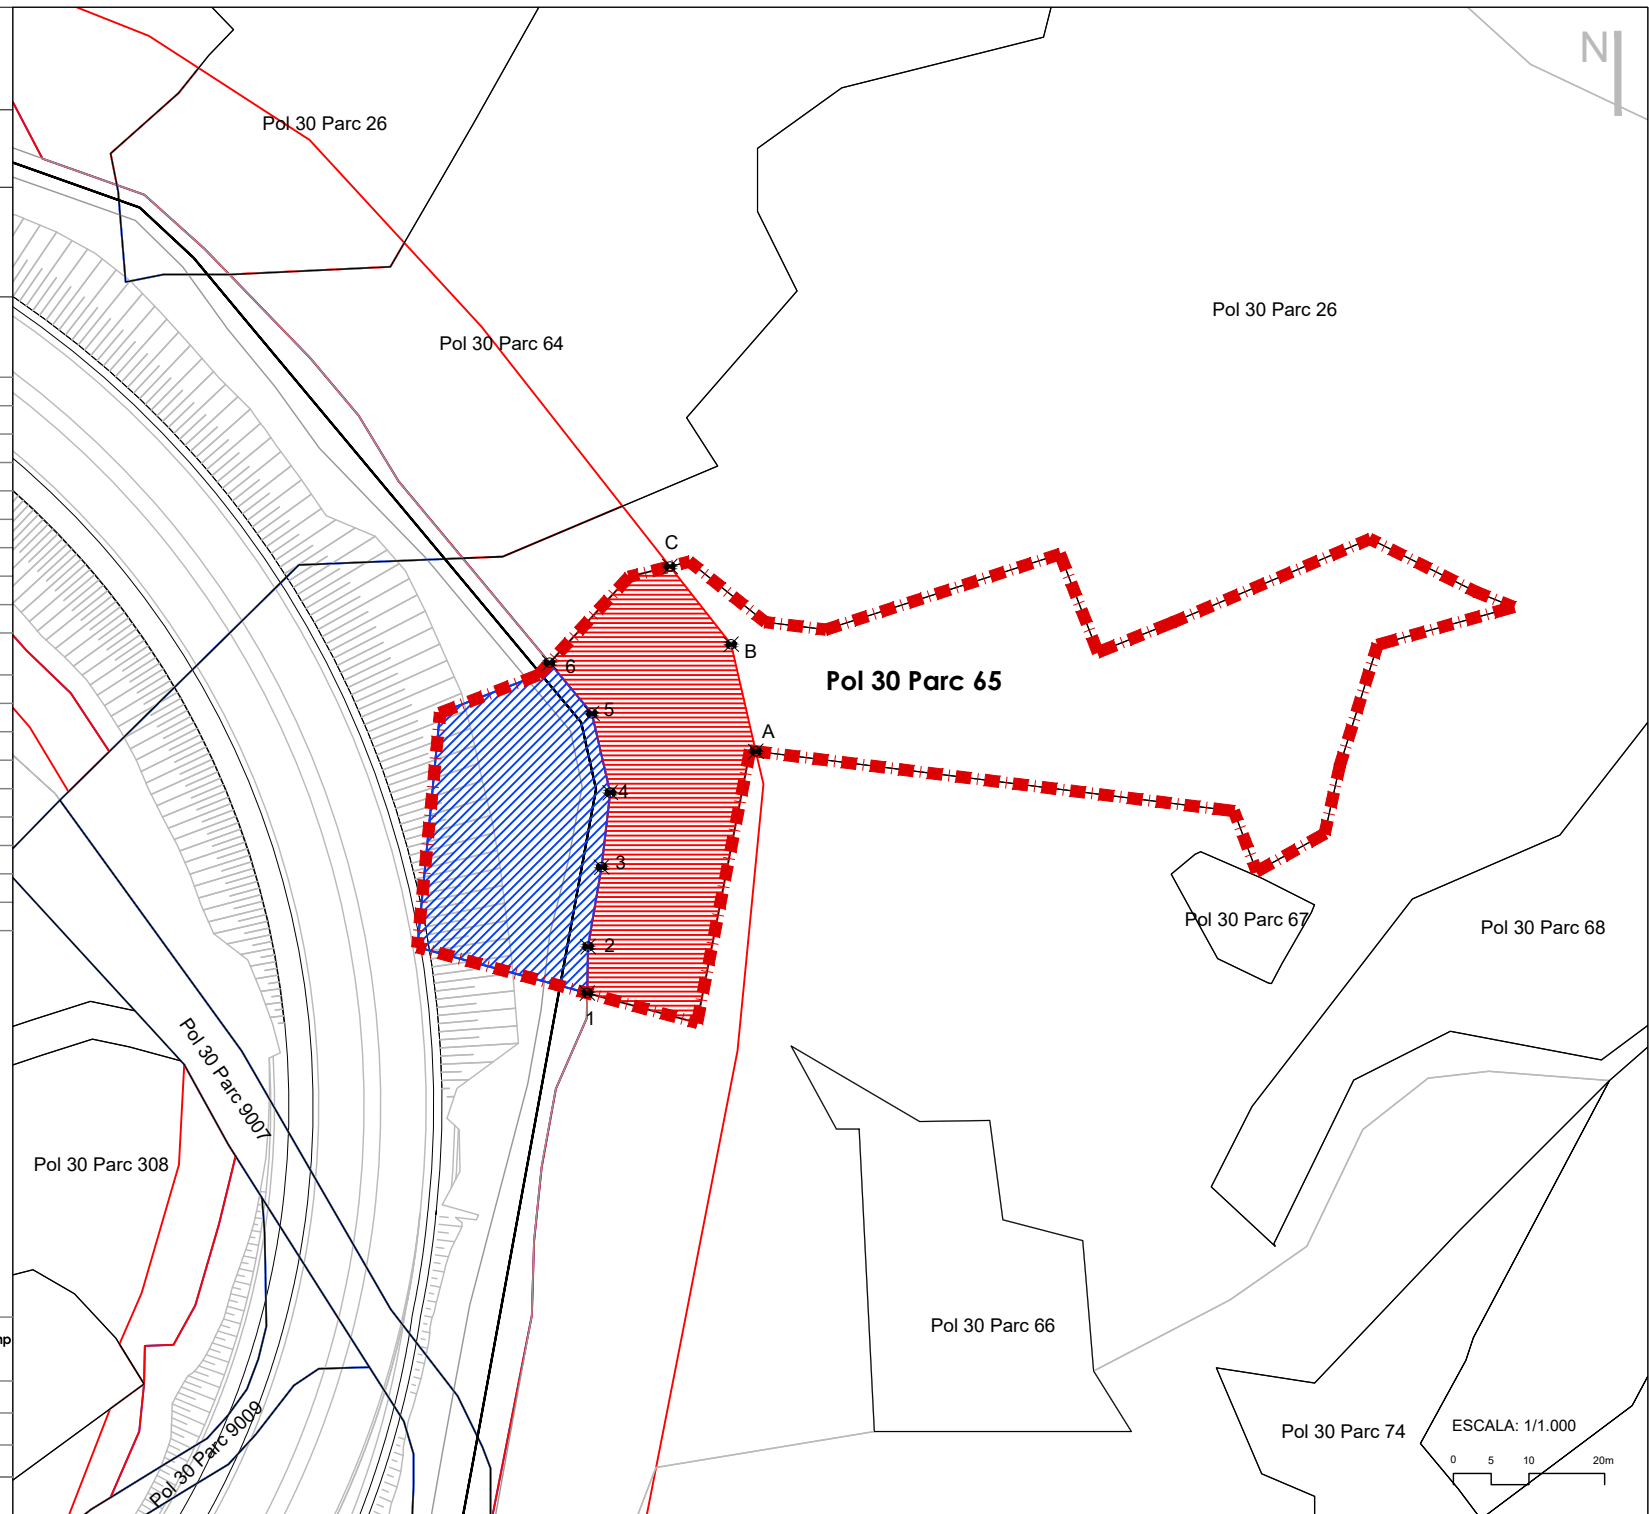 N
Pol 30 Parc 26
Pol 30 Parc 26
Pol 30 Parc 64
C
B
6
Pol 30 Parc 65
5
A
4
3
Pol 30 Parc 67
Pol 30 Parc 68
2
1
Pol 30 Parc 9007
Pol 30 Parc 308
Pol 30 Parc 66
Pol 30 Parc 9009
Pol 30 Parc 74
ESCALA: 1/1.000
0 5 10 20m